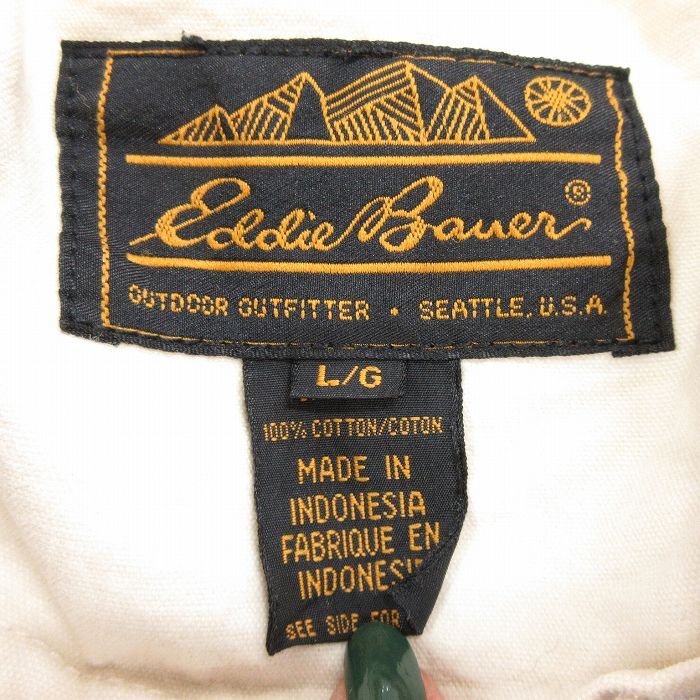 Eddie Bauer®
OUTDOOR OUTFITTER • SEATTLE, U.S.A.
L/G
100% COTTON/COTON
MADE IN
INDONESIA
FABRIQUE EN
INDONESIE
SEE SIDE FOR